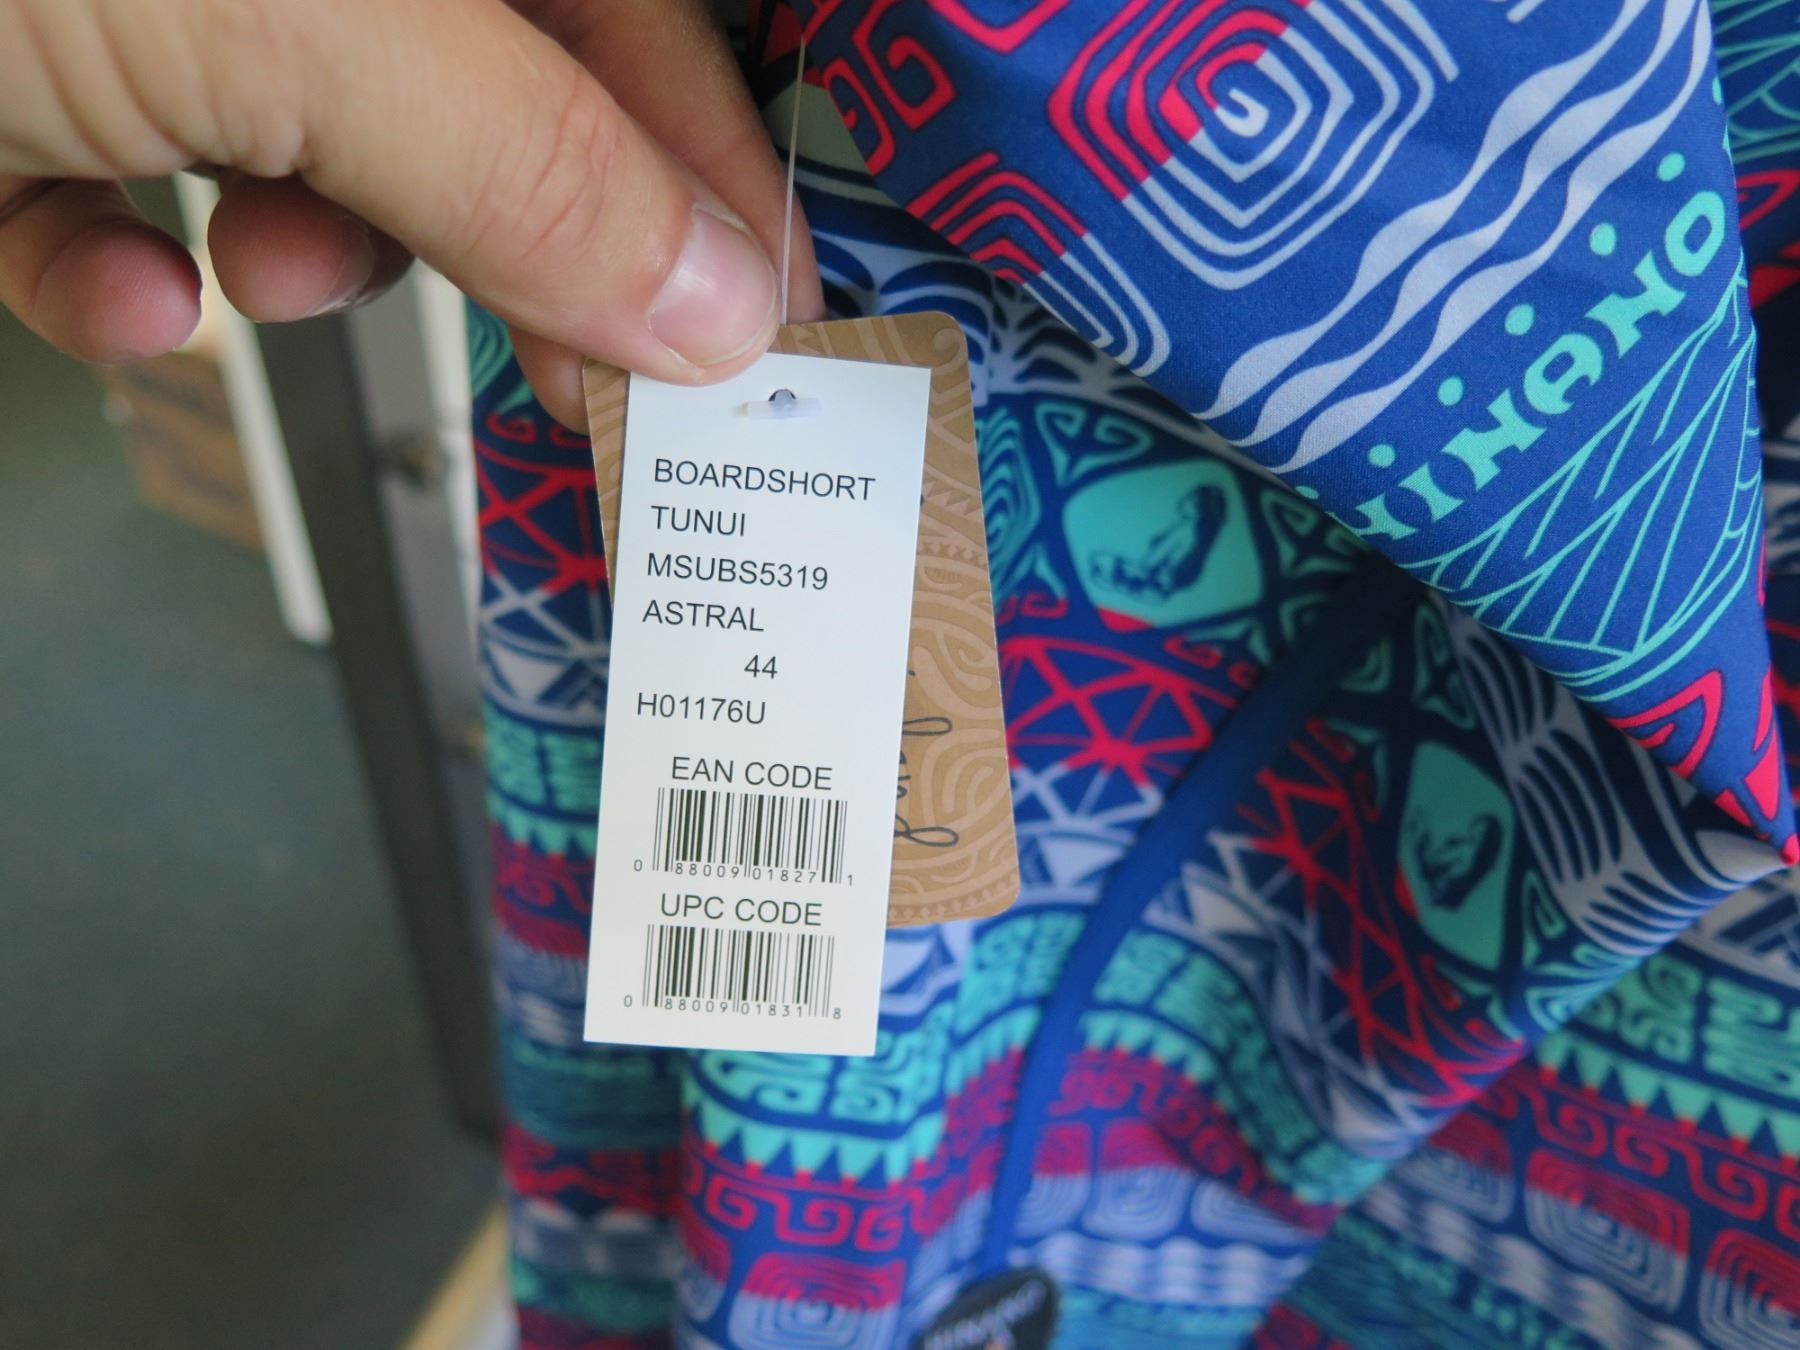 HINANO
BOARDSHORT
TUNUI
MSUBS5319
ASTRAL
44
H01176U
EAN CODE
0 88009 01827 1
UPC CODE
0 88009 01831 8
HINANO